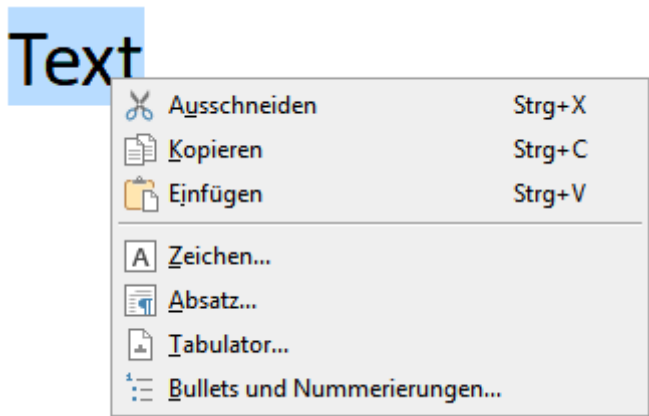 Text
Ausschneiden Strg+X
Kopieren Strg+C
Einfügen Strg+V
Zeichen...
Absatz...
Tabulator...
Bullets und Nummerierungen...